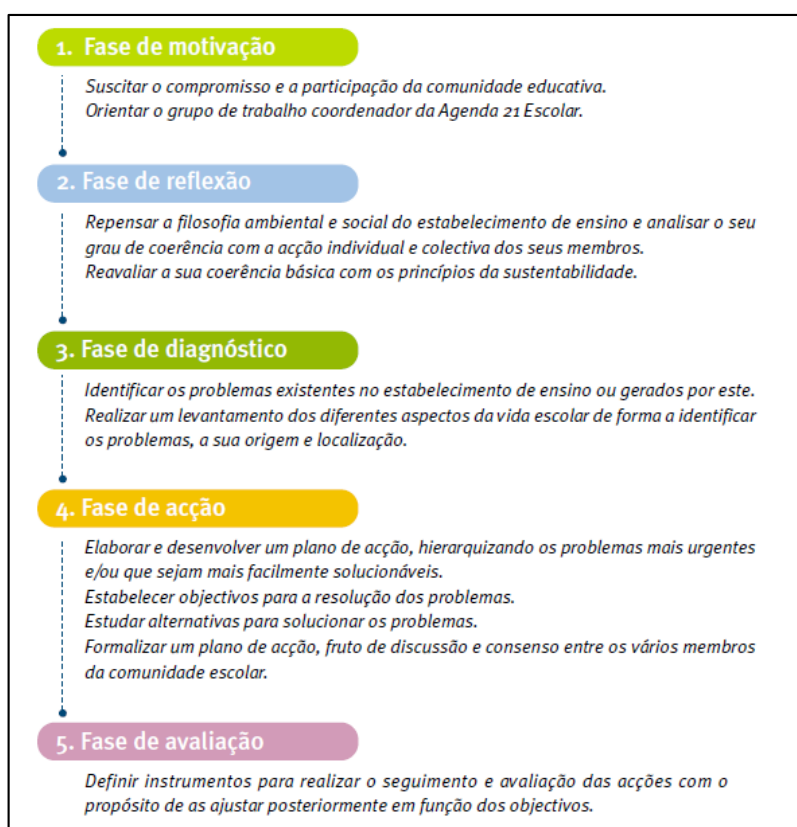 1. Fase de motivação
Suscitar o compromisso e a participação da comunidade educativa.
Orientar o grupo de trabalho coordenador da Agenda 21 Escolar.
2. Fase de reflexão
Repensar a filosofia ambiental e social do estabelecimento de ensino e analisar o seu
grau de coerência com a acção individual e colectiva dos seus membros.
Reavaliar a sua coerência básica com os princípios da sustentabilidade.
3. Fase de diagnóstico
Identificar os problemas existentes no estabelecimento de ensino ou gerados por este.
Realizar um levantamento dos diferentes aspectos da vida escolar de forma a identificar
os problemas, a sua origem e localização.
4. Fase de acção
Elaborar e desenvolver um plano de acção, hierarquizando os problemas mais urgentes
e/ou que sejam mais facilmente solucionáveis.
Estabelecer objectivos para a resolução dos problemas.
Estudar alternativas para solucionar os problemas.
Formalizar um plano de acção, fruto de discussão e consenso entre os vários membros
da comunidade escolar.
5. Fase de avaliação
Definir instrumentos para realizar o seguimento e avaliação das acções com o
propósito de as ajustar posteriormente em função dos objectivos.